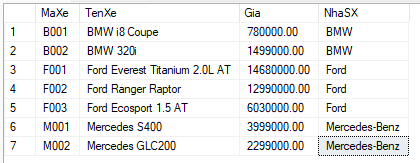 MaXe TenXe Gia NhaSX
1 B001 BMW i8 Coupe 780000.00 BMW
2 B002 BMW 320i 1499000.00 BMW
3 F001 Ford Everest Titanium 2.0L AT 14680000.00 Ford
4 F002 Ford Ranger Raptor 12990000.00 Ford
5 F003 Ford Ecosport 1.5 AT 6030000.00 Ford
6 M001 Mercedes S400 3999000.00 Mercedes-Benz
7 M002 Mercedes GLC200 2299000.00 Mercedes-Benz